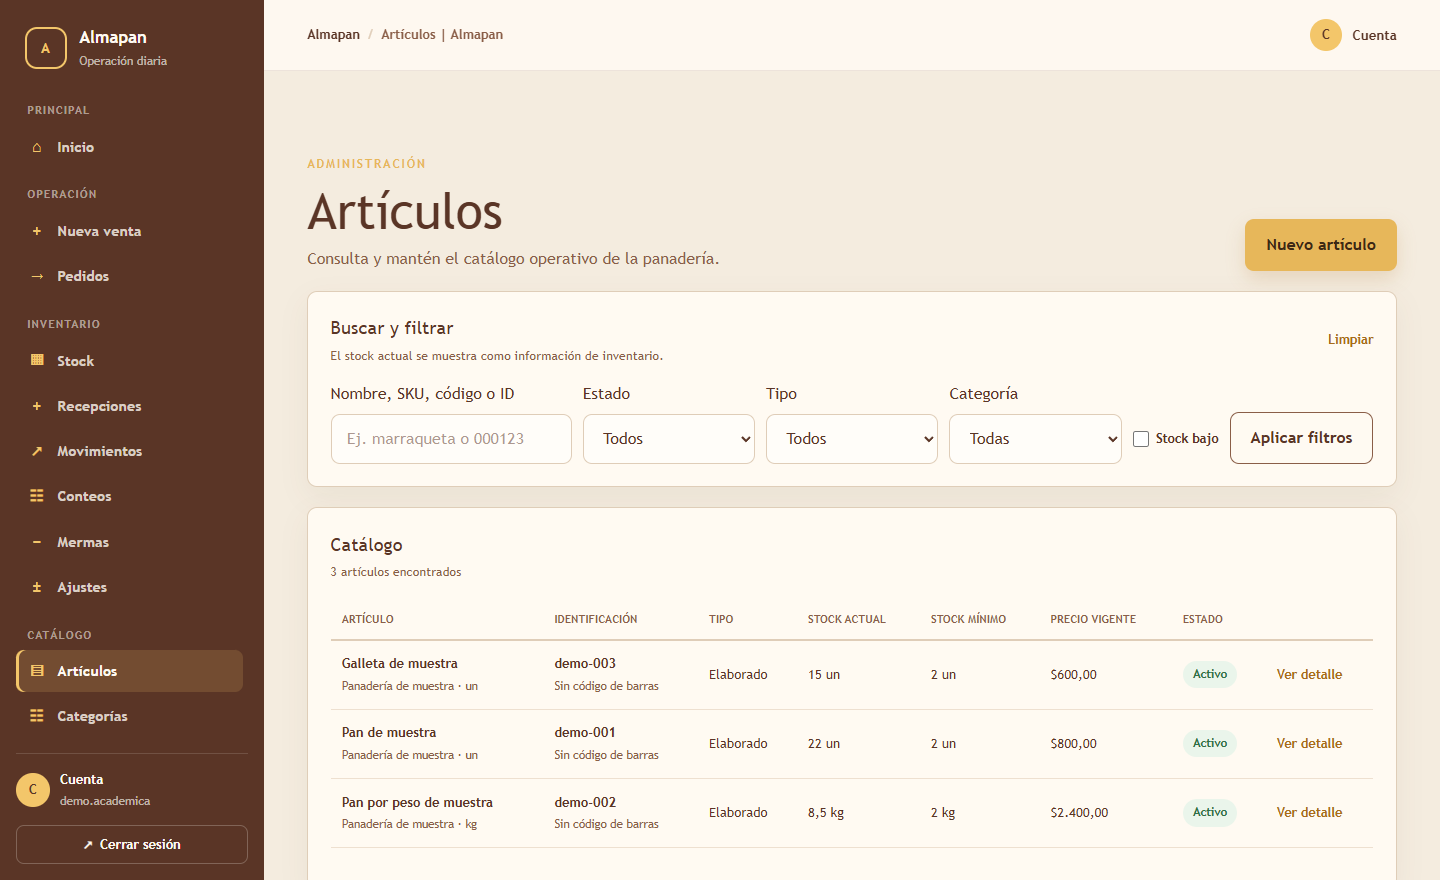 A
Almapan
Operación diaria
PRINCIPAL
⌂ Inicio
OPERACIÓN
+ Nueva venta
→ Pedidos
INVENTARIO
▦ Stock
+ Recepciones
↗ Movimientos
☷ Conteos
− Mermas
± Ajustes
CATÁLOGO
▤ Artículos
☷ Categorías
C
Cuenta
demo.academica
↗ Cerrar sesión
Almapan / Artículos | Almapan
C Cuenta
ADMINISTRACIÓN
Artículos
Consulta y mantén el catálogo operativo de la panadería.
Nuevo artículo
Buscar y filtrar
El stock actual se muestra como información de inventario.
Limpiar
Nombre, SKU, código o ID Estado Tipo Categoría
Ej. marraqueta o 000123 Todos Todos Todas Stock bajo Aplicar filtros
Catálogo
3 artículos encontrados
ARTÍCULO IDENTIFICACIÓN TIPO STOCK ACTUAL STOCK MÍNIMO PRECIO VIGENTE ESTADO
Galleta de muestra demo-003
Elaborado 15 un 2 un $600,00 Activo Ver detalle
Panadería de muestra · un Sin código de barras
Pan de muestra demo-001
Elaborado 22 un 2 un $800,00 Activo Ver detalle
Panadería de muestra · un Sin código de barras
Pan por peso de muestra demo-002
Elaborado 8,5 kg 2 kg $2.400,00 Activo Ver detalle
Panadería de muestra · kg Sin código de barras